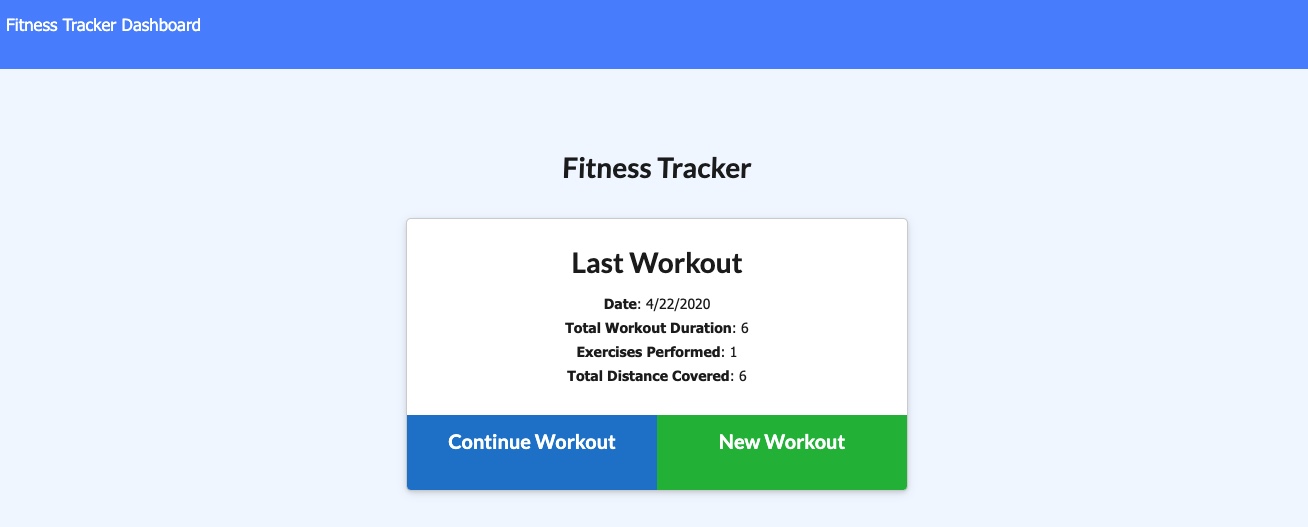 Fitness Tracker Dashboard
Fitness Tracker
Last Workout
Date: 4/22/2020
Total Workout Duration: 6
Exercises Performed: 1
Total Distance Covered: 6
Continue Workout
New Workout